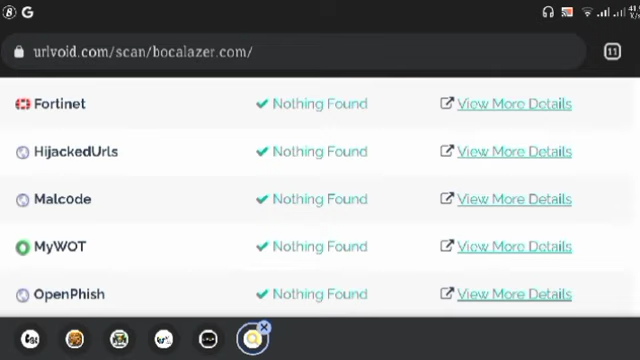 G
urlvoid.com/scan/bocalazer.com/
11
Fortinet Nothing Found View More Details
HijackedUrls Nothing Found View More Details
Malc0de Nothing Found View More Details
MyWOT Nothing Found View More Details
OpenPhish Nothing Found View More Details